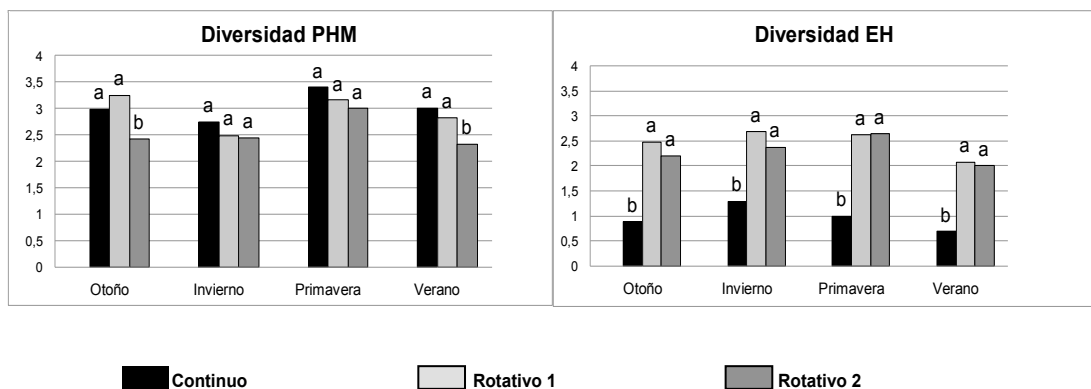 Diversidad PHM
4
3,5
3
2,5
2
1,5
1
0,5
0
a a b
a a a
a a a
a a b
Otoño Invierno Primavera Verano
Diversidad EH
4
3,5
3
2,5
2
1,5
1
0,5
0
b a a
b a a
b a a
b a a
Otoño Invierno Primavera Verano
Continuo Rotativo 1 Rotativo 2